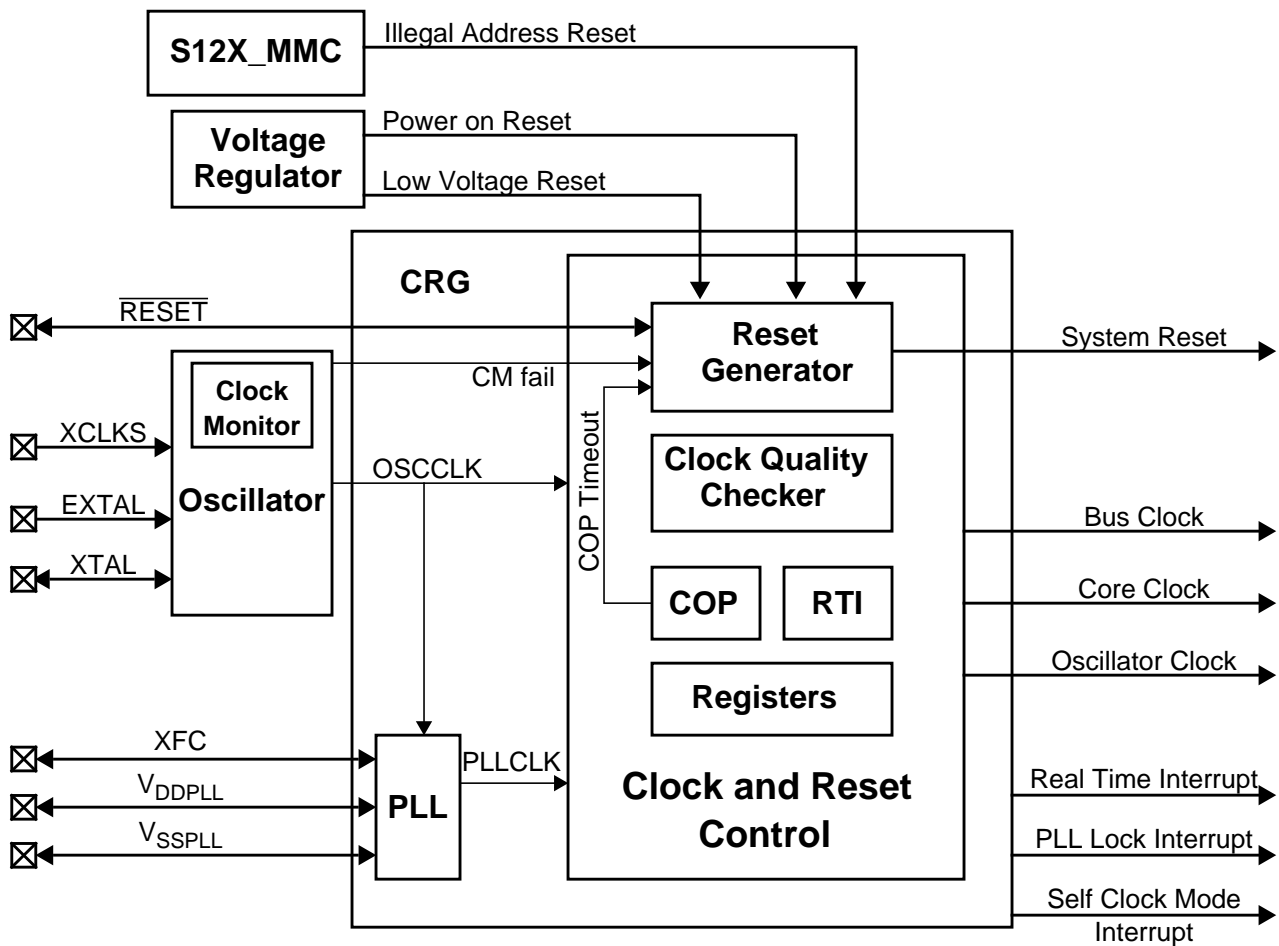 Illegal Address Reset
S12X_MMC
Power on Reset
Voltage
Regulator
Low Voltage Reset
CRG
RESET
Reset
Generator
System Reset
CM fail
Clock
Monitor
XCLKS
OSCCLK
COP Timeout
Clock Quality
Checker
EXTAL
Oscillator
Bus Clock
XTAL
COP
RTI
Core Clock
Oscillator Clock
Registers
XFC
PLLCLK
VDDPLL
PLL
Clock and Reset
Control
Real Time Interrupt
VSSPLL
PLL Lock Interrupt
Self Clock Mode
Interrupt